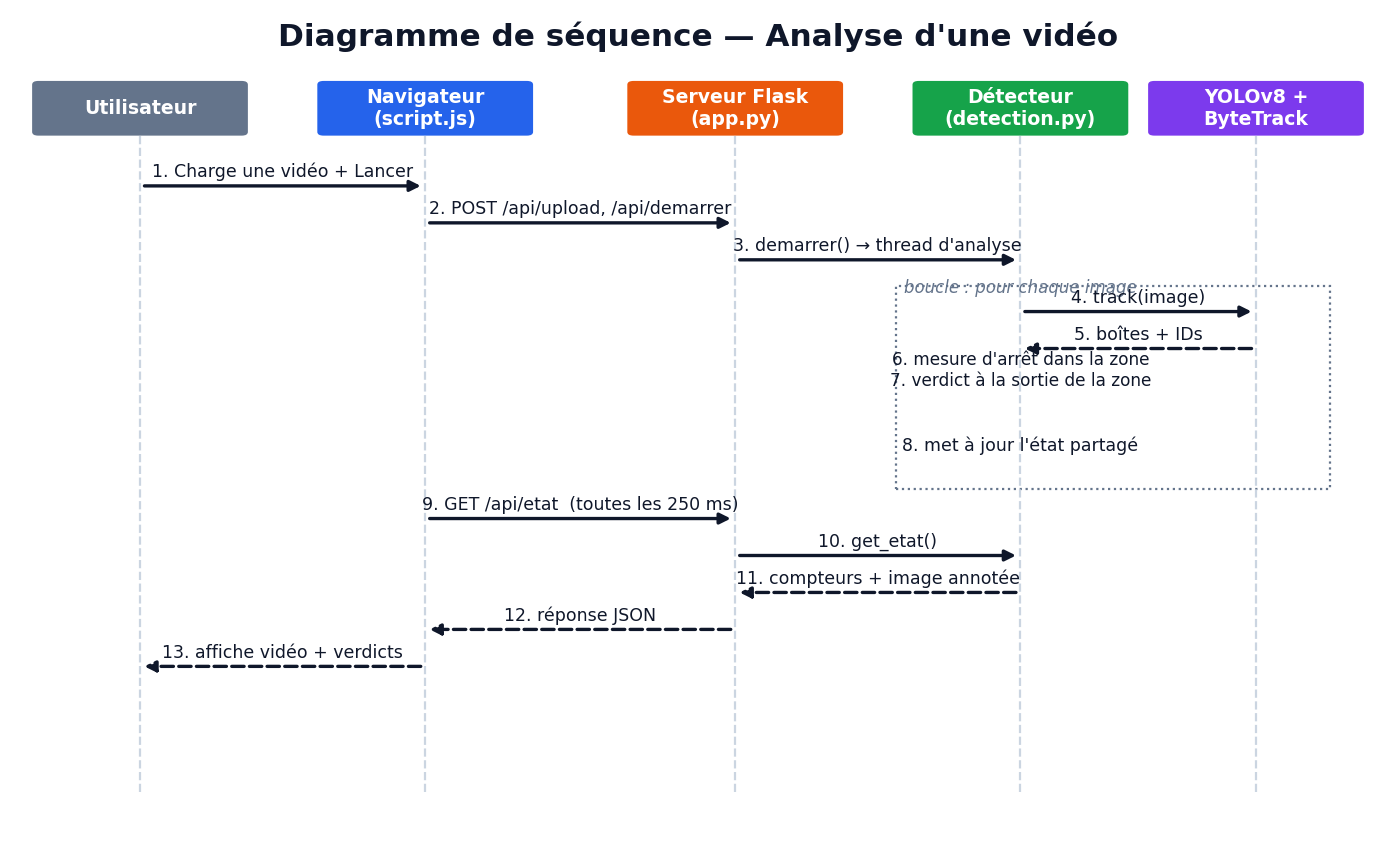 Diagramme de séquence — Analyse d'une vidéo
Utilisateur
Navigateur
(script.js)
Serveur Flask
(app.py)
Détecteur
(detection.py)
YOLOv8 +
ByteTrack
1. Charge une vidéo + Lancer
2. POST /api/upload, /api/demarrer
3. demarrer() → thread d'analyse
boucle : pour chaque image
4. track(image)
5. boîtes + IDs
6. mesure d'arrêt dans la zone
7. verdict à la sortie de la zone
8. met à jour l'état partagé
9. GET /api/etat  (toutes les 250 ms)
10. get_etat()
11. compteurs + image annotée
12. réponse JSON
13. affiche vidéo + verdicts